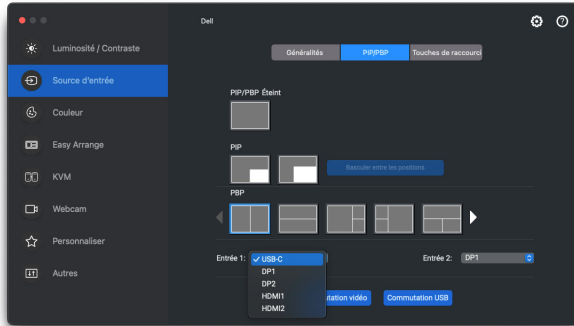 Dell
Luminosité / Contraste
Source d'entrée
Couleur
Easy Arrange
KVM
Webcam
Personnaliser
Autres
Généralités
PIP/PBP
Touches de raccourci
PIP/PBP Éteint
PIP
Basculer entre les positions
PBP
Entrée 1:
USB-C
DP1
DP2
HDMI1
HDMI2
Entrée 2:
DP1
tation vidéo
Commutation USB